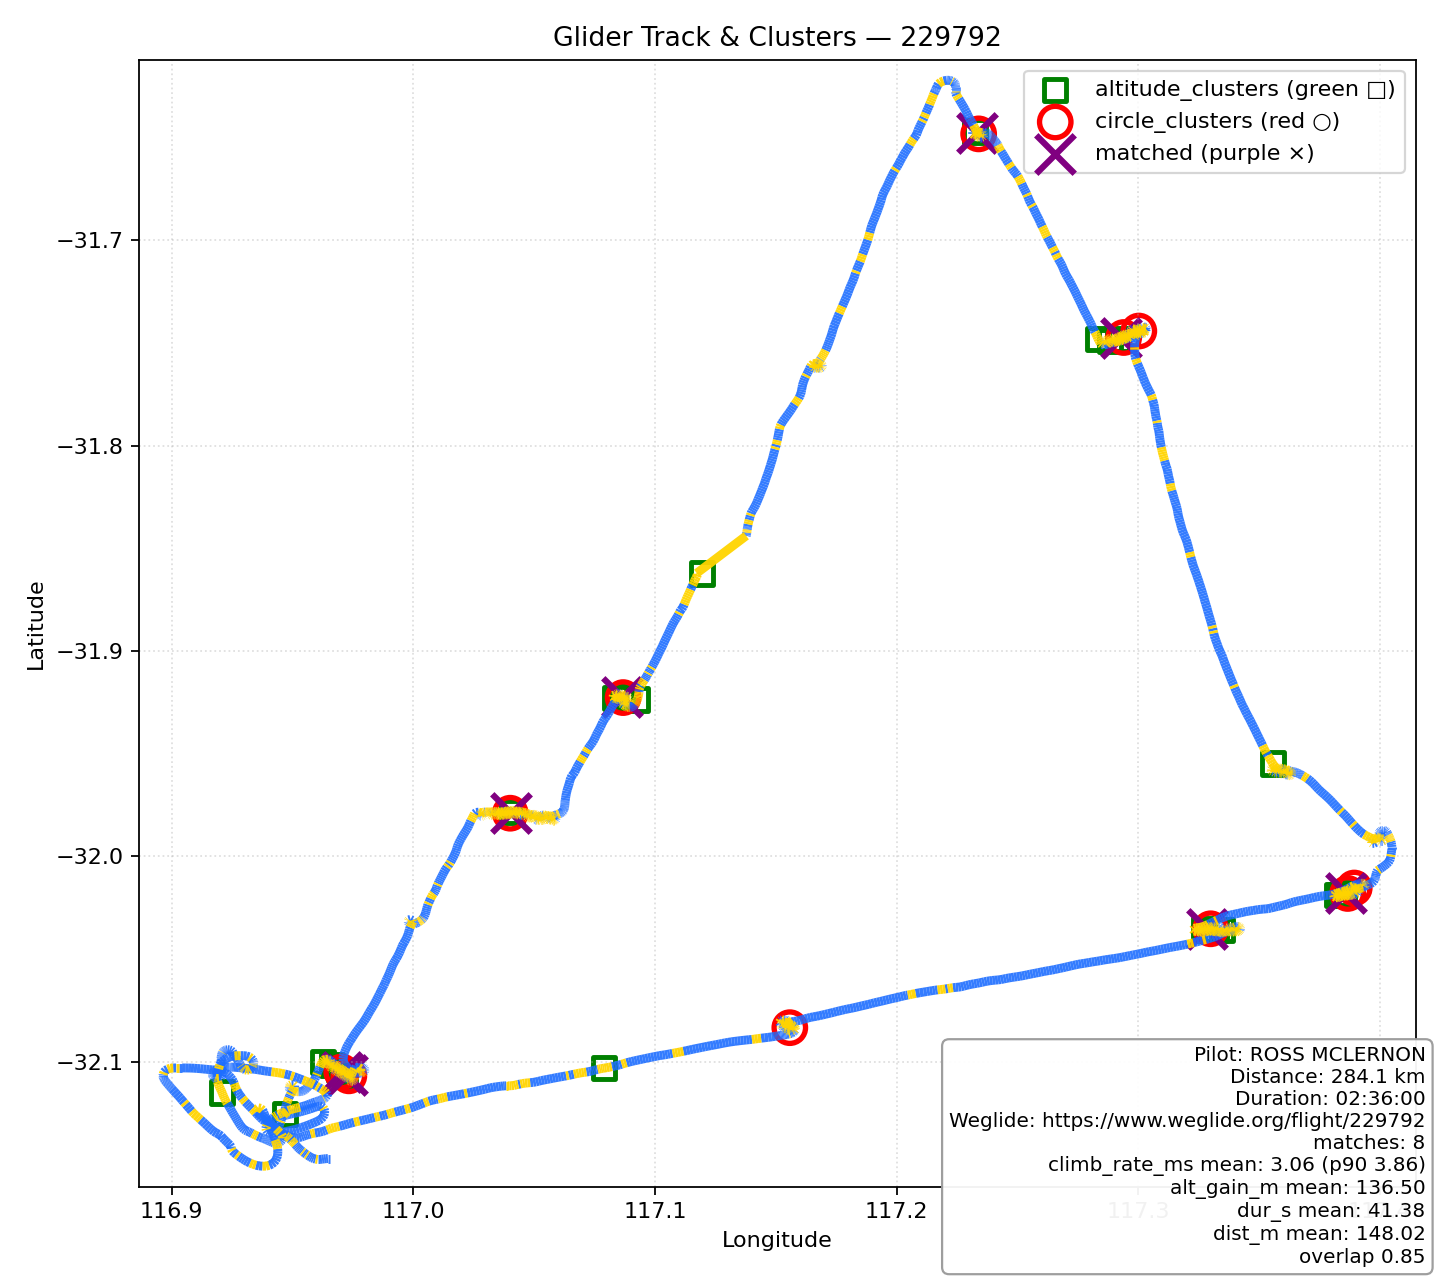 Glider Track & Clusters — 229792
altitude_clusters (green □)
circle_clusters (red ○)
matched (purple ×)
−31.7
−31.8
−31.9
−32.0
−32.1
Latitude
116.9
117.0
117.1
117.2
117.3
Longitude
Pilot: ROSS MCLERNON
Distance: 284.1 km
Duration: 02:36:00
Weglide: https://www.weglide.org/flight/229792
matches: 8
climb_rate_ms mean: 3.06 (p90 3.86)
alt_gain_m mean: 136.50
dur_s mean: 41.38
dist_m mean: 148.02
overlap 0.85